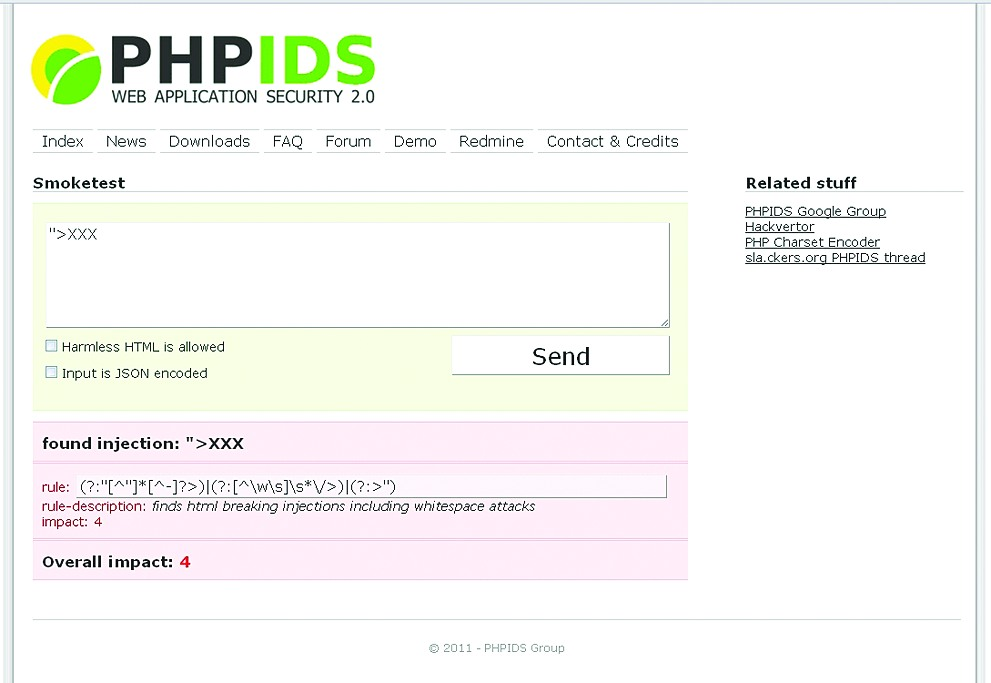 PHPIDS
WEB APPLICATION SECURITY 2.0
Index News Downloads FAQ Forum Demo Redmine Contact & Credits
Smoketest
">XXX
Harmless HTML is allowed
Input is JSON encoded
Send
found injection: ">XXX
rule: (?:"[^"]*[^-]?>)|(?:[^\w\s]\s*\/>)|(?:>")
rule-description: finds html breaking injections including whitespace attacks
impact: 4
Overall impact: 4
Related stuff
PHPIDS Google Group
Hackvertor
PHP Charset Encoder
sla.ckers.org PHPIDS thread
© 2011 - PHPIDS Group